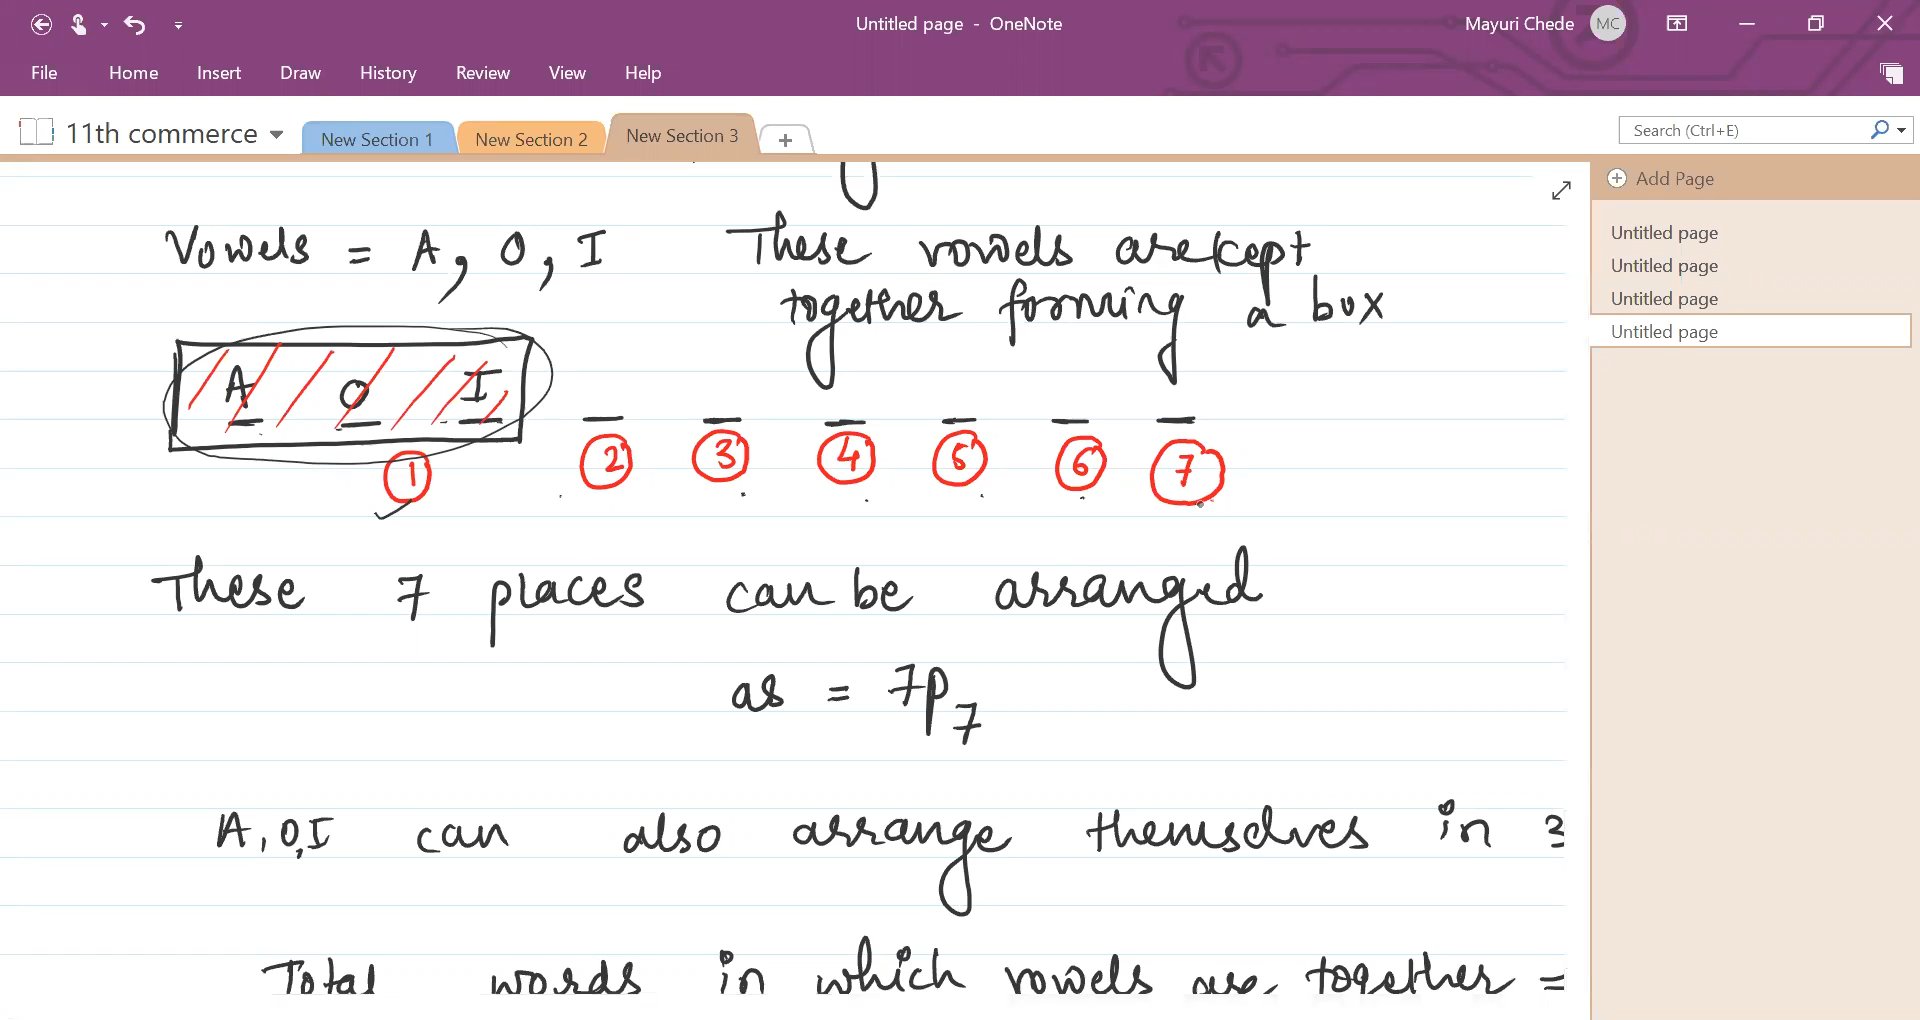 Untitled page - OneNote
Mayuri Chede MC
File Home Insert Draw History Review View Help
11th commerce New Section 1 New Section 2 New Section 3 +
Search (Ctrl+E)
Add Page
Untitled page
Untitled page
Untitled page
Untitled page
Vowels = A, O, I These vowels are kept
together forming a box
A O I
1 2 3 4 5 6 7
These 7 places can be arranged
as = 7P7
A, O, I can also arrange themselves in 3
Total words in which vowels are together =